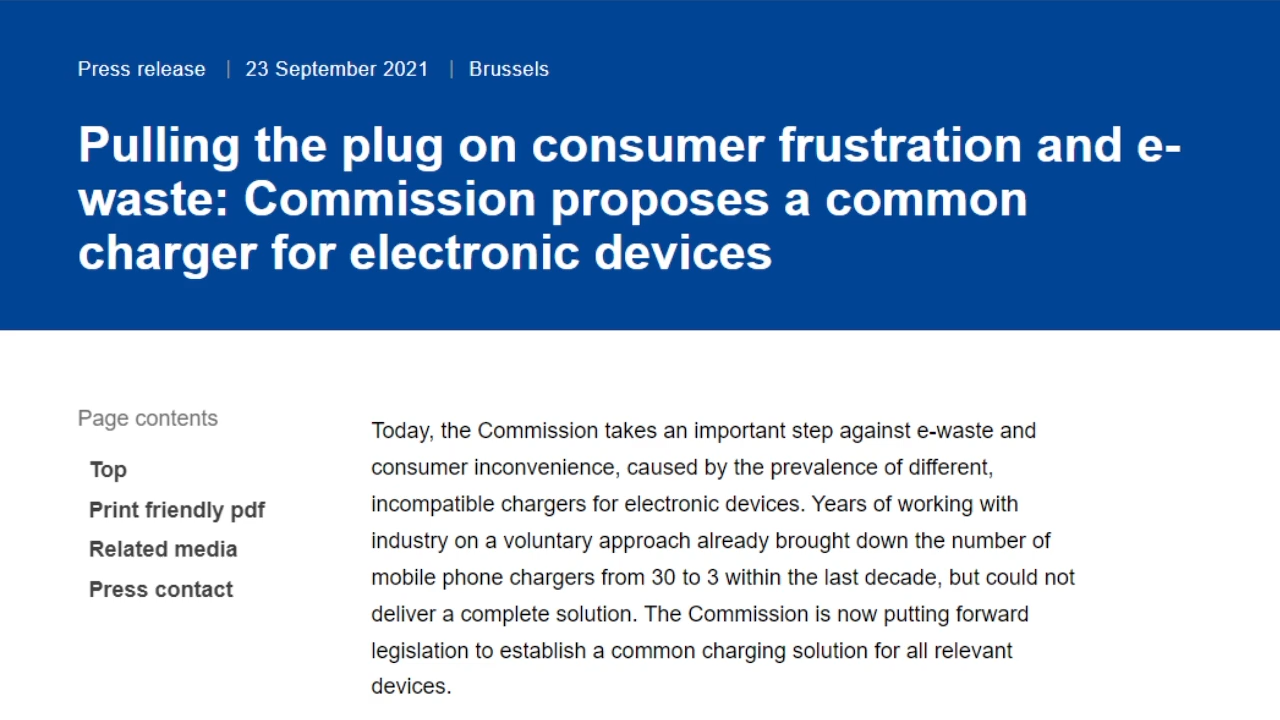 Press release | 23 September 2021 | Brussels
Pulling the plug on consumer frustration and e-
waste: Commission proposes a common
charger for electronic devices
Page contents
Top
Print friendly pdf
Related media
Press contact
Today, the Commission takes an important step against e-waste and
consumer inconvenience, caused by the prevalence of different,
incompatible chargers for electronic devices. Years of working with
industry on a voluntary approach already brought down the number of
mobile phone chargers from 30 to 3 within the last decade, but could not
deliver a complete solution. The Commission is now putting forward
legislation to establish a common charging solution for all relevant
devices.